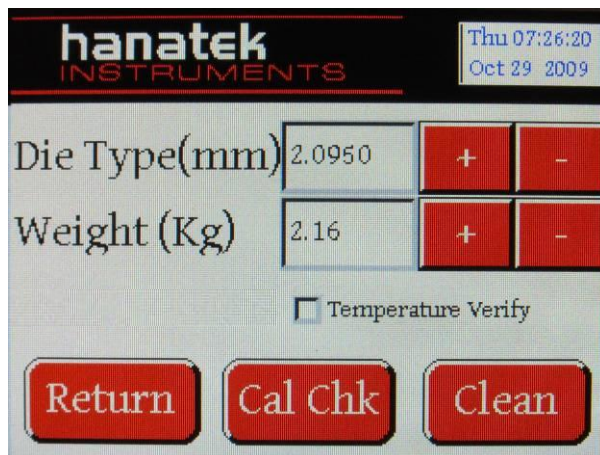 hanatek
INSTRUMENTS
Thu 07:26:20
Oct 29 2009
Die Type(mm) 2.0950 + -
Weight (Kg) 2.16 + -
Temperature Verify
Return Cal Chk Clean